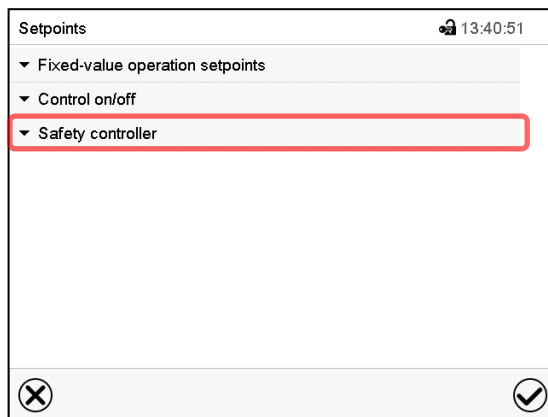 Setpoints 13:40:51
Fixed-value operation setpoints
Control on/off
Safety controller